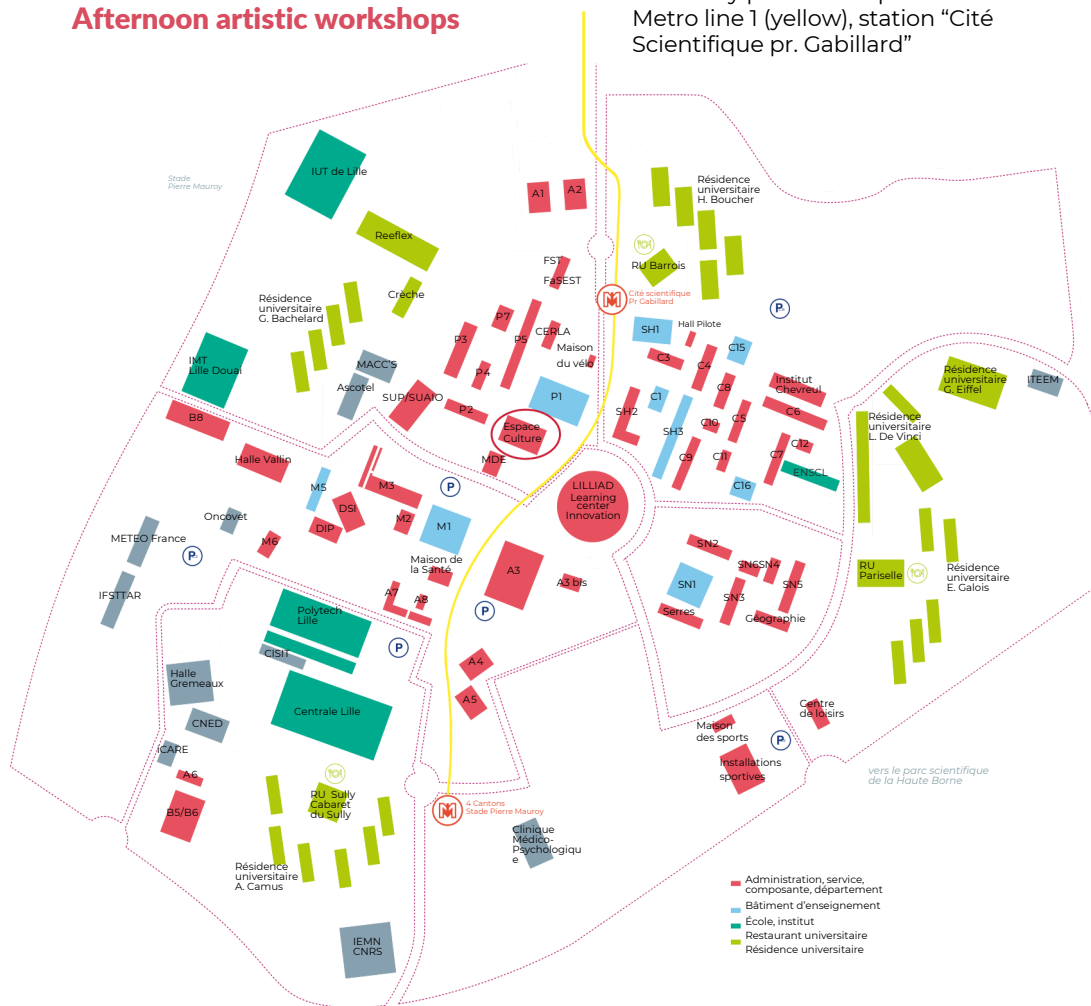 Afternoon artistic workshops
Metro line 1 (yellow), station “Cité
Scientifique pr. Gabillard”
Stade
Pierre Mauroy
IUT de Lille
A1
A2
Résidence
universitaire
H. Boucher
Reeflex
RU Barrois
FST
FaSEST
Crèche
Cité scientifique
Pr Gabillard
Résidence
universitaire
G. Bachelard
P7
P3
P5
CERLA
Maison
du vélo
SH1
Hall Pilote
P
C15
C3
C4
IMT
Lille Douai
MACC'S
Ascotel
P4
SUP/SUAIO
P2
P1
Espace
Culture
MDE
C1
C8
Institut
Chevreul
C6
Résidence
universitaire
G. Eiffel
ITEEM
B8
SH2
SH3
C10
C5
C12
Résidence
universitaire
L. De Vinci
Halle Vallin
C9
C11
C7
ENSCL
C16
M5
M3
P
DSI
LILLIAD
Learning
center
Innovation
Oncovet
DIP
M2
M1
METEO France
M6
P
SN2
Maison de
la Santé
A3
A3 bis
SN6
SN4
SN1
SN3
SN5
RU
Pariselle
Résidence
universitaire
E. Galois
IFSTTAR
A7
A8
P
Serres
Géographie
Polytech
Lille
P
CISIT
A4
Halle
Gremeaux
A5
Centrale Lille
Centre
de loisirs
CNED
Maison
des sports
P
iCARE
Installations
sportives
A6
vers le parc scientifique
de la Haute Borne
RU Sully
Cabaret
du Sully
B5/B6
4 Cantons
Stade Pierre Mauroy
Clinique
Médico-
Psychologiqu
e
Résidence
universitaire
A. Camus
IEMN
CNRS
Administration, service,
composante, département
Bâtiment d'enseignement
École, institut
Restaurant universitaire
Résidence universitaire